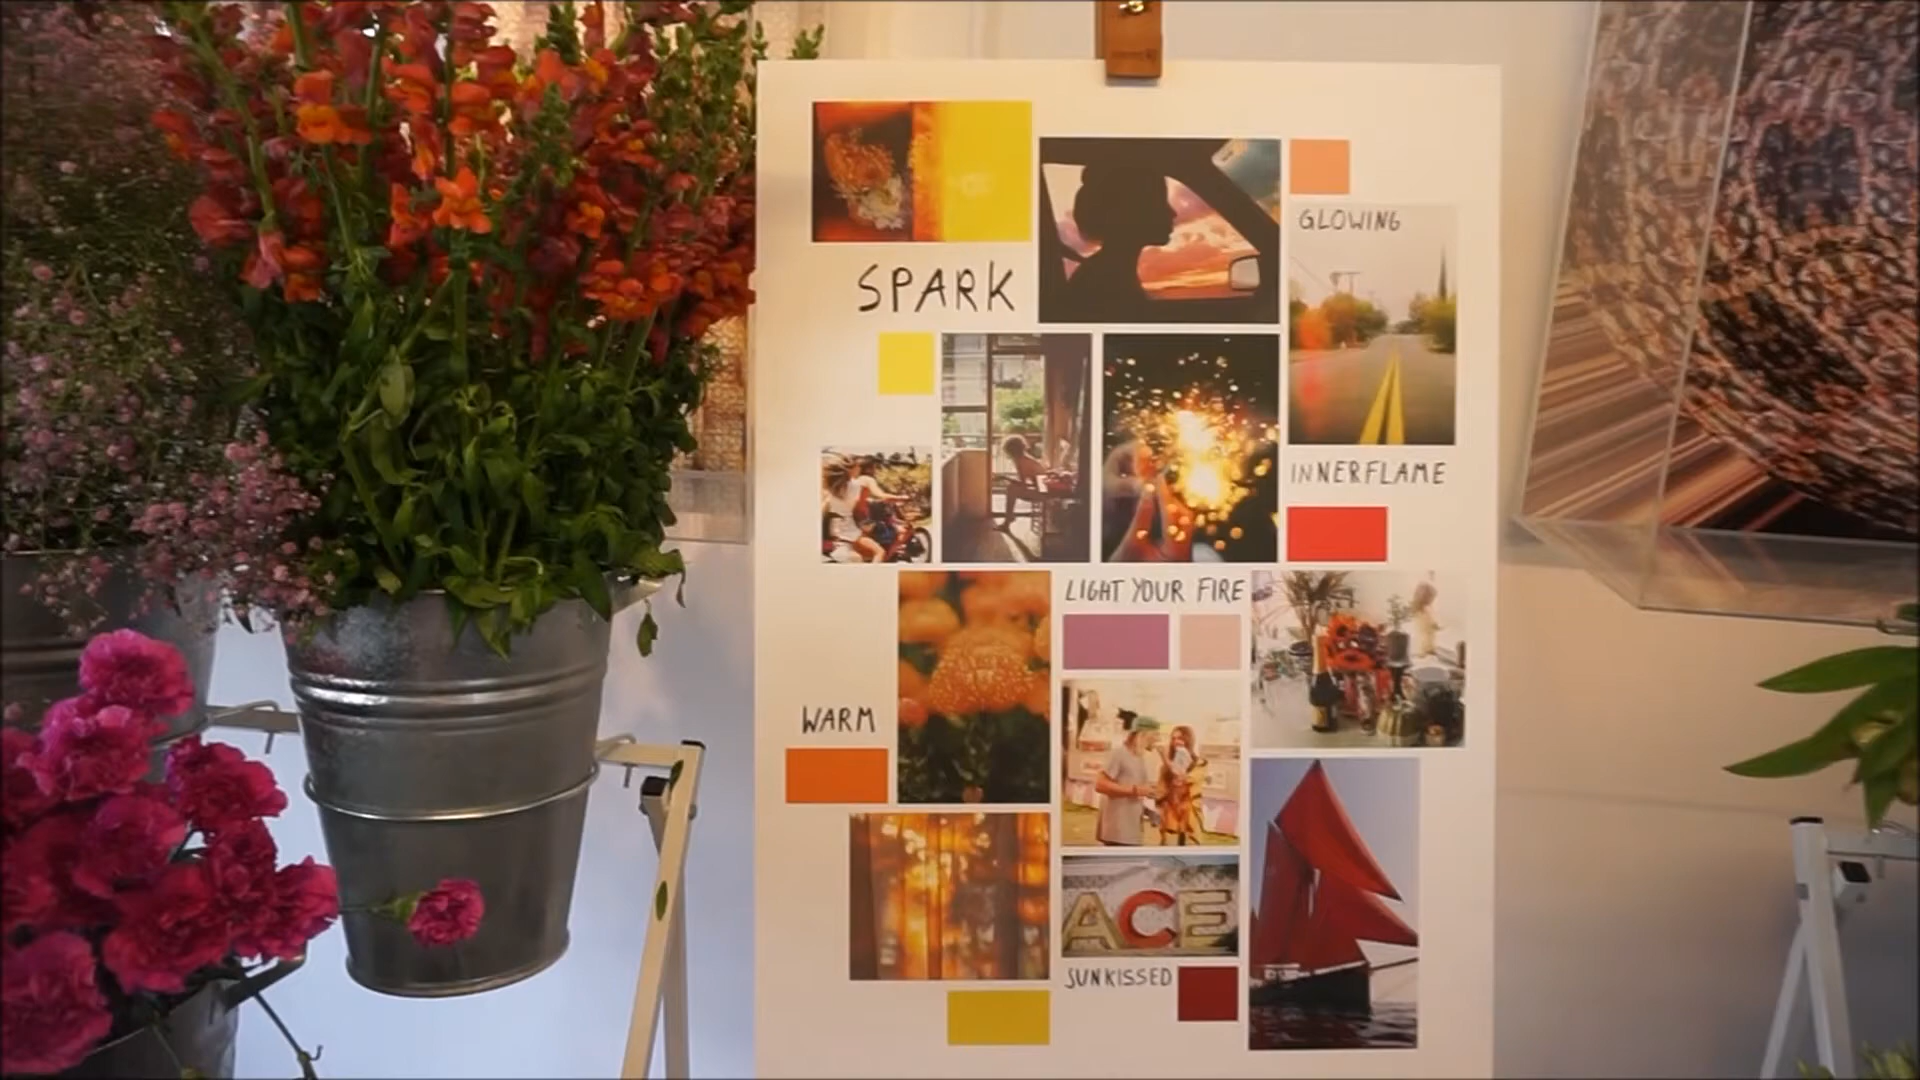 GLOWING
SPARK
INNERFLAME
LIGHT YOUR FIRE
WARM
ACE
SUNKISSED